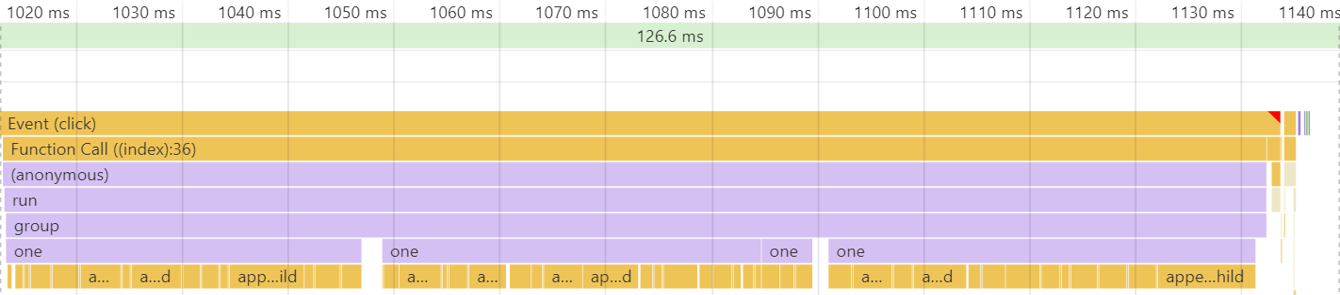 1020 ms 1030 ms 1040 ms 1050 ms 1060 ms 1070 ms 1080 ms 1090 ms 1100 ms 1110 ms 1120 ms 1130 ms 1140 ms
126.6 ms
Event (click)
Function Call ((index):36)
(anonymous)
run
group
one one one one
a... a...d app...ild a... a... a... ap...d a... a...d appe...hild